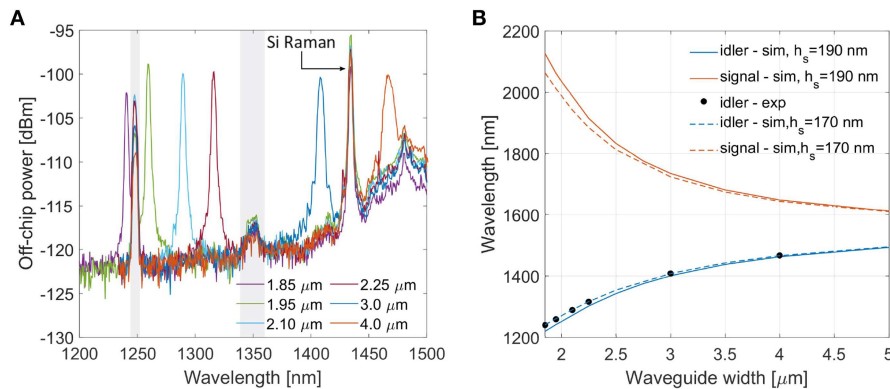 A
Off-chip power [dBm]
-95
-100
-105
-110
-115
-120
-125
-130
Si Raman
1.85 μm
1.95 μm
2.10 μm
2.25 μm
3.0 μm
4.0 μm
1200 1250 1300 1350 1400 1450 1500
Wavelength [nm]
B
Wavelength [nm]
2200
2000
1800
1600
1400
1200
idler - sim, hs=190 nm
signal - sim, hs=190 nm
idler - exp
idler - sim,hs=170 nm
signal - sim,hs=170 nm
2 2.5 3 3.5 4 4.5 5
Waveguide width [μm]